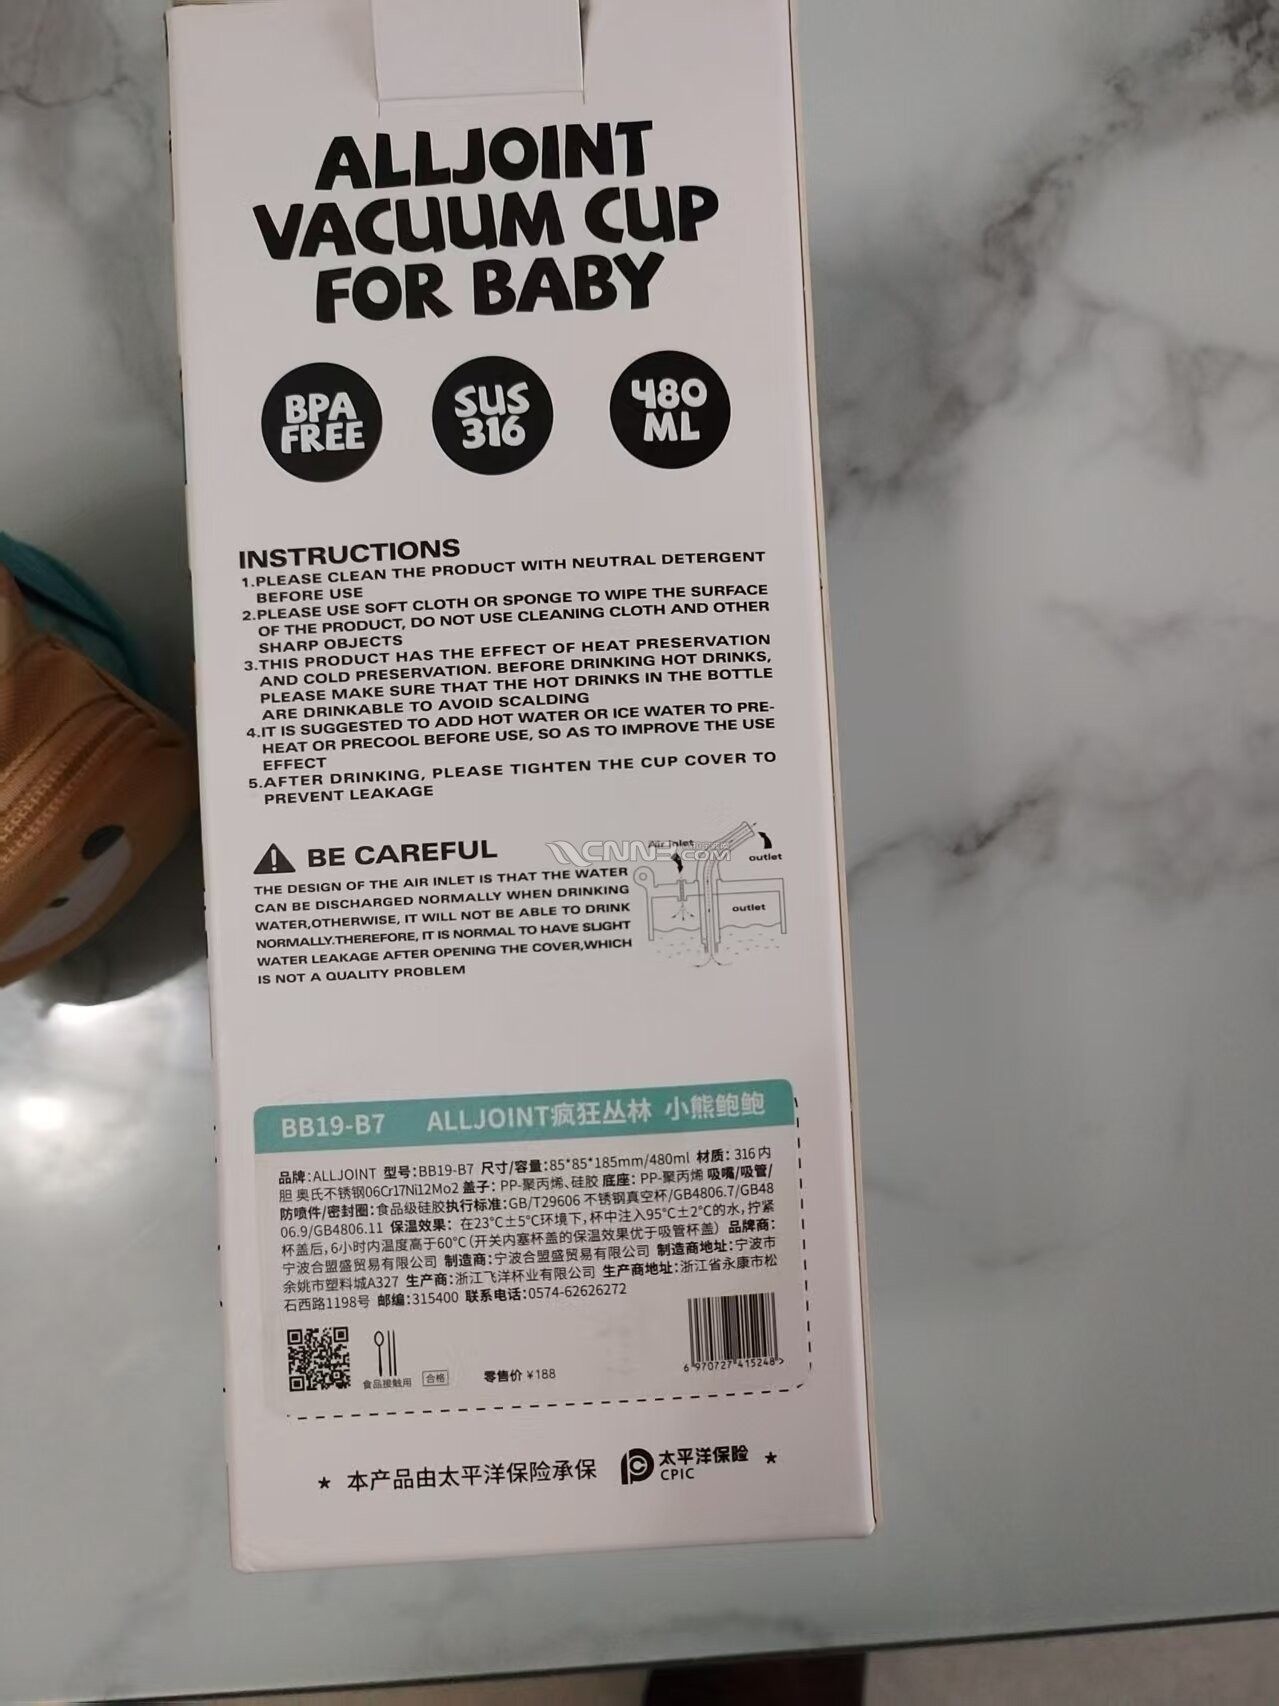 ALLJOINT
VACUUM CUP
FOR BABY
BPA
FREE
SUS
316
480
ML
INSTRUCTIONS
1.PLEASE CLEAN THE PRODUCT WITH NEUTRAL DETERGENT
BEFORE USE
2.PLEASE USE SOFT CLOTH OR SPONGE TO WIPE THE SURFACE
OF THE PRODUCT, DO NOT USE CLEANING CLOTH AND OTHER
SHARP OBJECTS
3.THIS PRODUCT HAS THE EFFECT OF HEAT PRESERVATION
AND COLD PRESERVATION. BEFORE DRINKING HOT DRINKS,
PLEASE MAKE SURE THAT THE HOT DRINKS IN THE BOTTLE
ARE DRINKABLE TO AVOID SCALDING
4.IT IS SUGGESTED TO ADD HOT WATER OR ICE WATER TO PRE-
HEAT OR PRECOOL BEFORE USE, SO AS TO IMPROVE THE USE
EFFECT
5.AFTER DRINKING, PLEASE TIGHTEN THE CUP COVER TO
PREVENT LEAKAGE
BE CAREFUL
THE DESIGN OF THE AIR INLET IS THAT THE WATER
CAN BE DISCHARGED NORMALLY WHEN DRINKING
WATER,OTHERWISE, IT WILL NOT BE ABLE TO DRINK
NORMALLY.THEREFORE, IT IS NORMAL TO HAVE SLIGHT
WATER LEAKAGE AFTER OPENING THE COVER,WHICH
IS NOT A QUALITY PROBLEM
Air inlet
outlet
outlet
CNN3.COM
BB19-B7 ALLJOINT疯狂丛林 小熊鲍鲍
品牌:ALLJOINT 型号:BB19-B7 尺寸/容量:85*85*185mm/480ml 材质: 316内
胆 奥氏不锈钢06Cr17Ni12Mo2 盖子: PP-聚丙烯、硅胶 底座: PP-聚丙烯 吸嘴/吸管/
防喷件/密封圈:食品级硅胶执行标准:GB/T29606 不锈钢真空杯/GB4806.7/GB48
06.9/GB4806.11 保温效果: 在23°C±5°C环境下,杯中注入95°C±2°C的水,拧紧
杯盖后,6小时内温度高于60°C(开关内塞杯盖的保温效果优于吸管杯盖) 品牌商:
宁波合盟盛贸易有限公司 制造商:宁波合盟盛贸易有限公司 制造商地址:宁波市
余姚市塑料城A327 生产商:浙江飞洋杯业有限公司 生产商地址:浙江省永康市松
石西路1198号 邮编:315400 联系电话:0574-62626272
食品接触用 合格 零售价 ¥188
6 970727 415248 >
★ 本产品由太平洋保险承保 太平洋保险 ★
CPIC